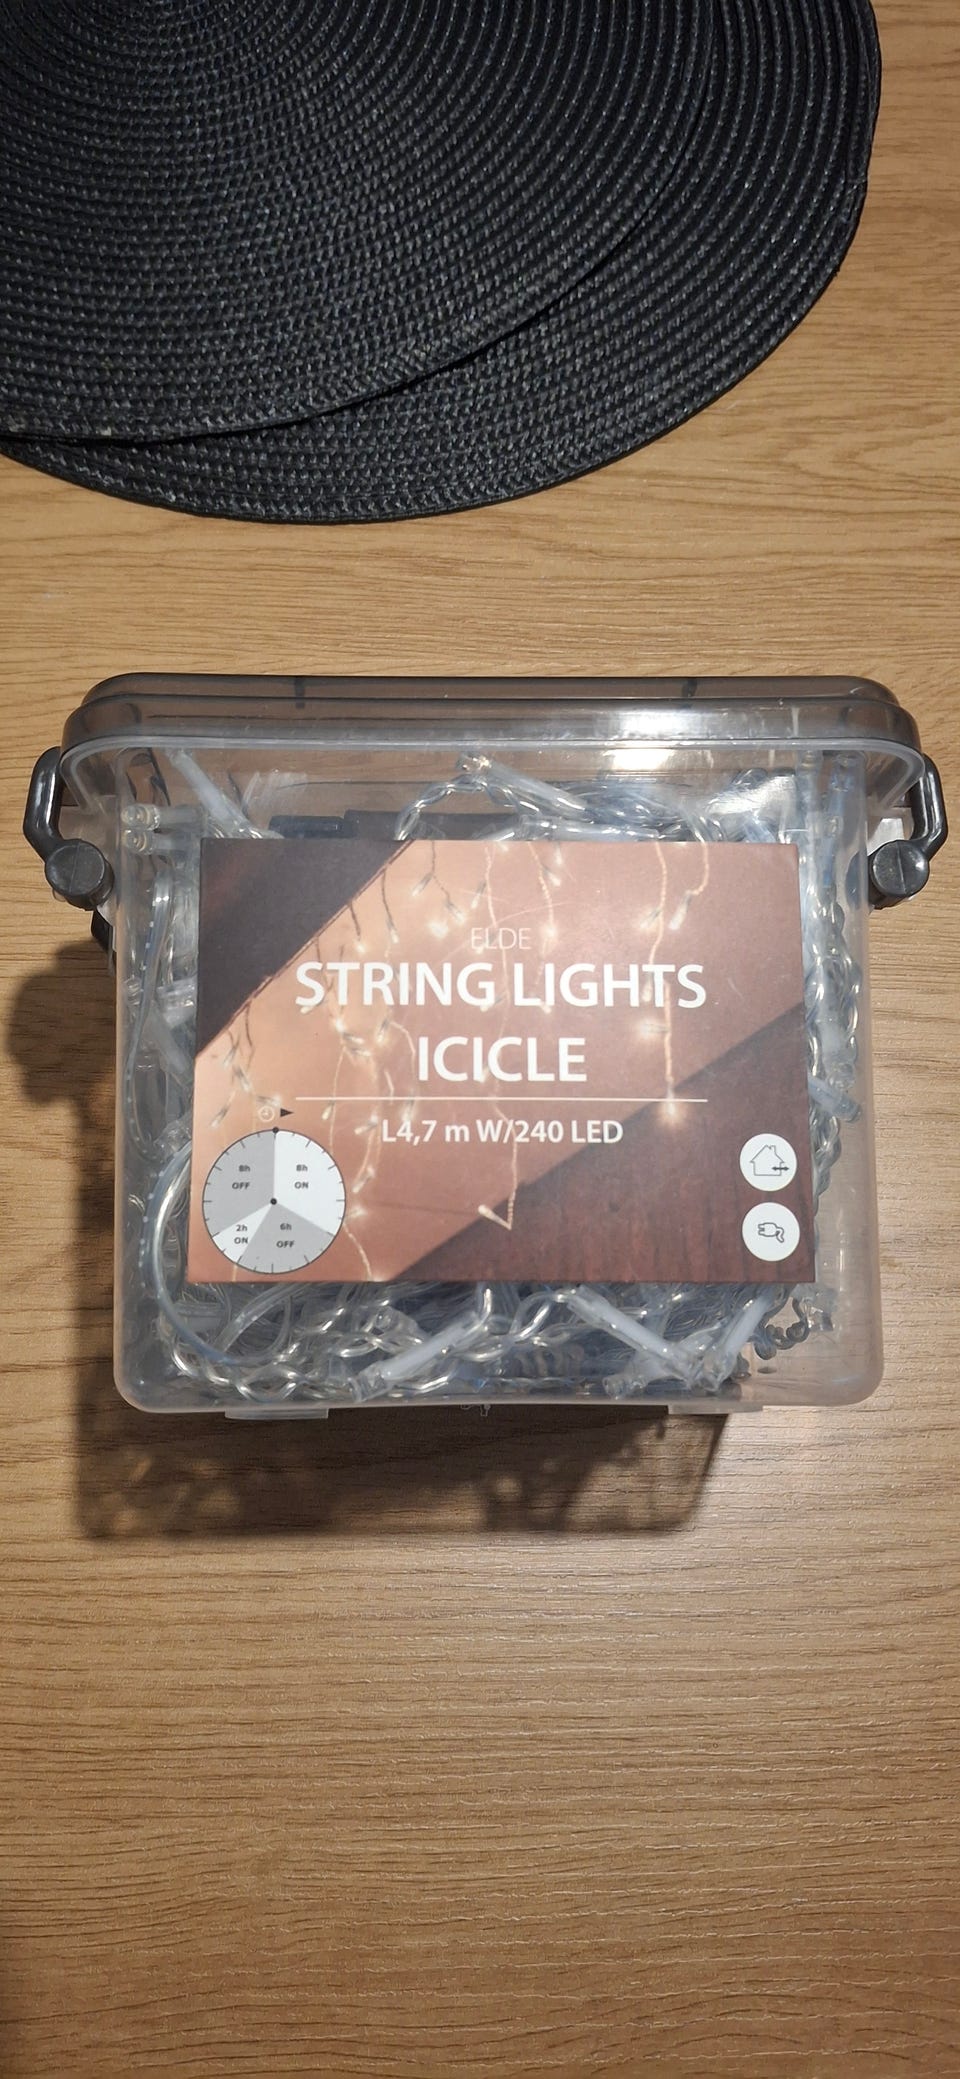 ELDE
STRING LIGHTS
ICICLE
L4,7 m W/240 LED
8h
OFF
8h
ON
2h
ON
6h
OFF